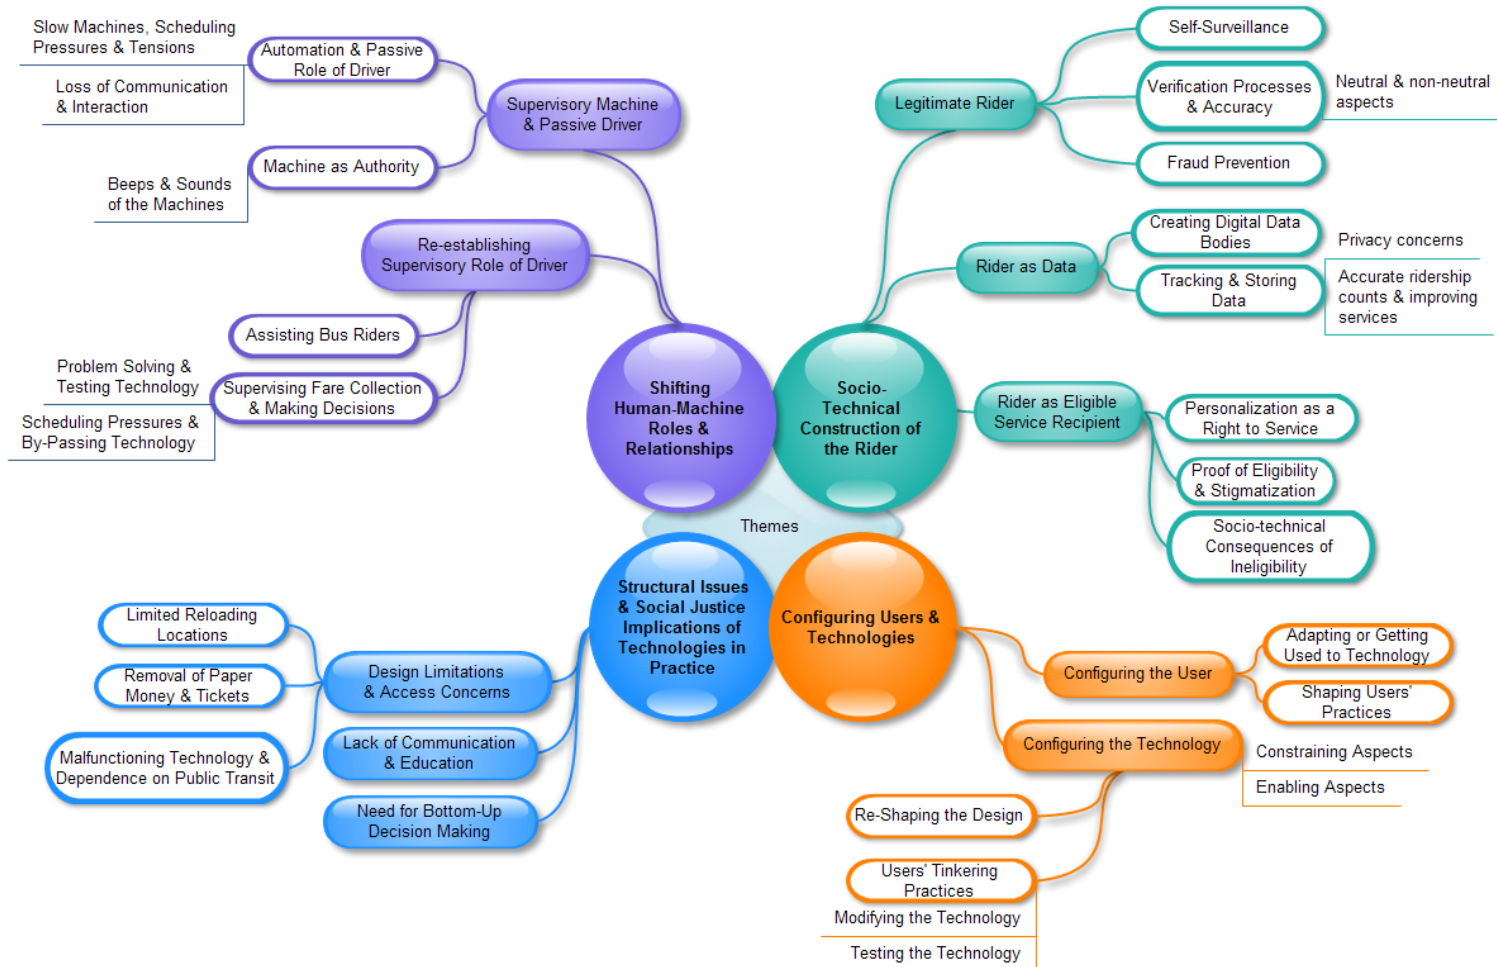 Slow Machines, Scheduling
Pressures & Tensions
Loss of Communication
& Interaction
Automation & Passive
Role of Driver
Supervisory Machine
& Passive Driver
Machine as Authority
Beeps & Sounds
of the Machines
Re-establishing
Supervisory Role of Driver
Assisting Bus Riders
Problem Solving &
Testing Technology
Supervising Fare Collection
& Making Decisions
Scheduling Pressures &
By-Passing Technology
Shifting
Human-Machine
Roles &
Relationships
Legitimate Rider
Self-Surveillance
Verification Processes
& Accuracy
Neutral & non-neutral
aspects
Fraud Prevention
Rider as Data
Creating Digital Data
Bodies
Tracking & Storing
Data
Privacy concerns
Accurate ridership
counts & improving
services
Socio-
Technical
Construction of
the Rider
Rider as Eligible
Service Recipient
Personalization as a
Right to Service
Proof of Eligibility
& Stigmatization
Socio-technical
Consequences of
Ineligibility
Themes
Structural Issues
& Social Justice
Implications of
Technologies in
Practice
Limited Reloading
Locations
Removal of Paper
Money & Tickets
Malfunctioning Technology &
Dependence on Public Transit
Design Limitations
& Access Concerns
Lack of Communication
& Education
Need for Bottom-Up
Decision Making
Configuring Users &
Technologies
Configuring the User
Adapting or Getting
Used to Technology
Shaping Users'
Practices
Configuring the Technology
Constraining Aspects
Enabling Aspects
Re-Shaping the Design
Users' Tinkering
Practices
Modifying the Technology
Testing the Technology